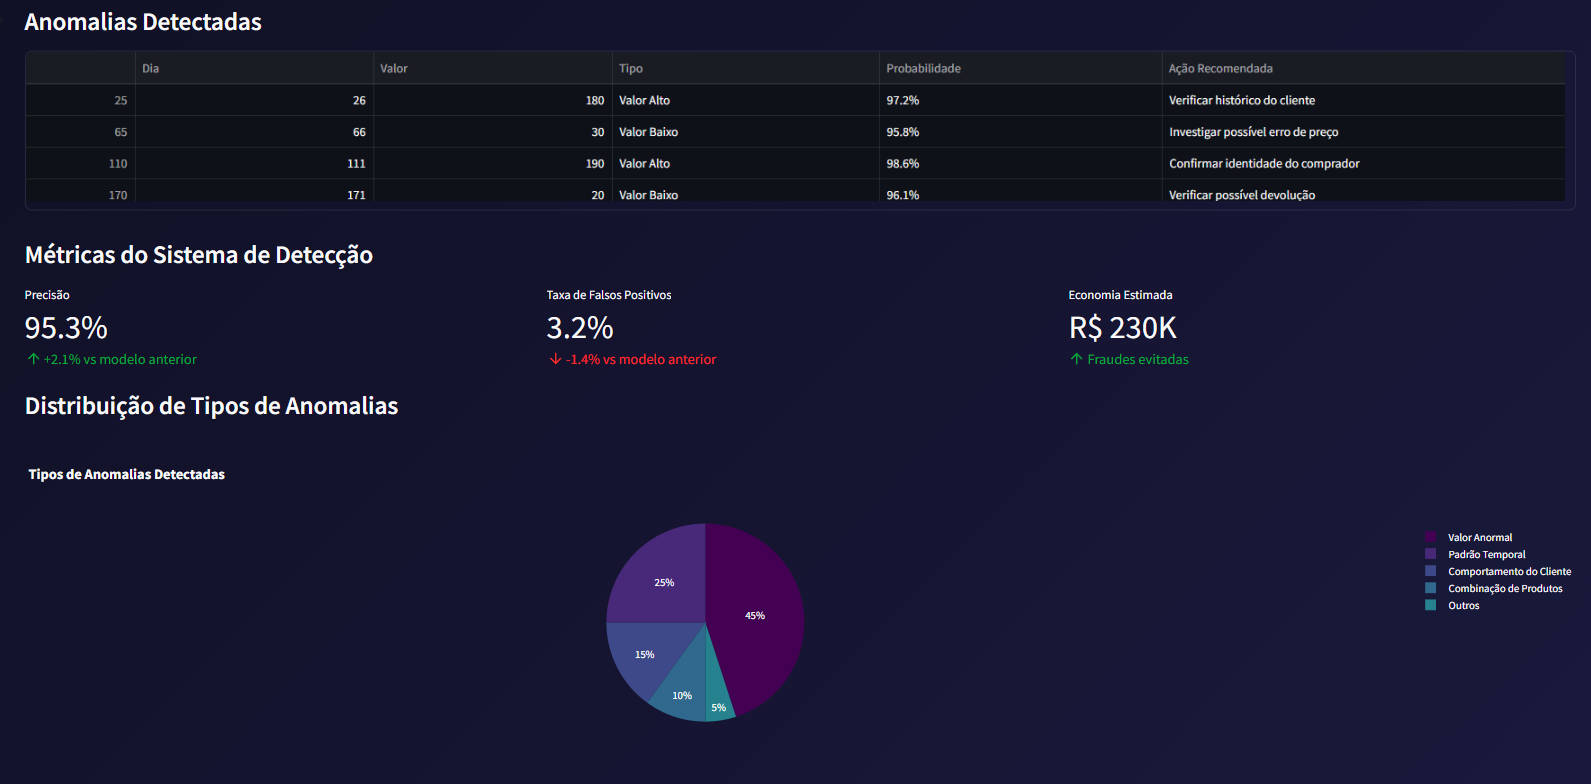 Anomalias Detectadas
Dia Valor Tipo Probabilidade Ação Recomendada
25 26 180 Valor Alto 97.2% Verificar histórico do cliente
65 66 30 Valor Baixo 95.8% Investigar possível erro de preço
110 111 190 Valor Alto 98.6% Confirmar identidade do comprador
170 171 20 Valor Baixo 96.1% Verificar possível devolução
Métricas do Sistema de Detecção
Precisão Taxa de Falsos Positivos Economia Estimada
95.3% 3.2% R$ 230K
↑ +2.1% vs modelo anterior ↓ -1.4% vs modelo anterior ↑ Fraudes evitadas
Distribuição de Tipos de Anomalias
Tipos de Anomalias Detectadas
25%
45%
15%
10%
5%
Valor Anormal
Padrão Temporal
Comportamento do Cliente
Combinação de Produtos
Outros